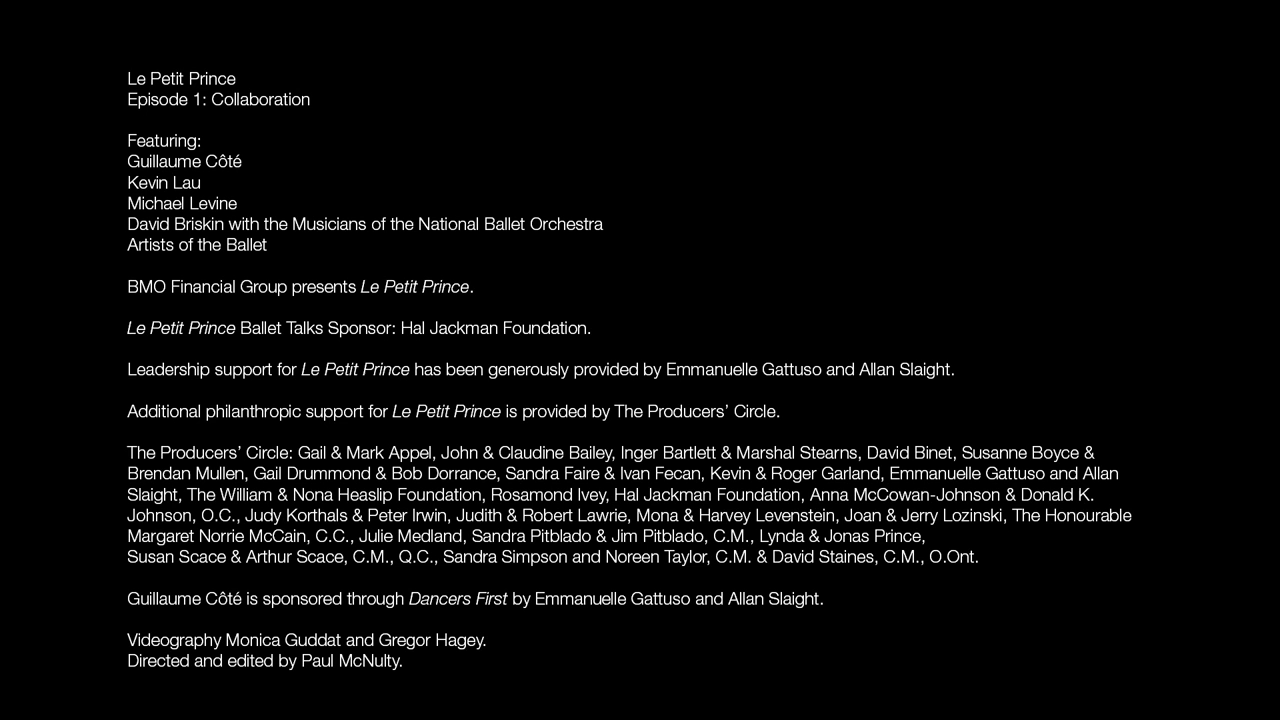 Le Petit Prince
Episode 1: Collaboration
Featuring:
Guillaume Côté
Kevin Lau
Michael Levine
David Briskin with the Musicians of the National Ballet Orchestra
Artists of the Ballet
BMO Financial Group presents Le Petit Prince.
Le Petit Prince Ballet Talks Sponsor: Hal Jackman Foundation.
Leadership support for Le Petit Prince has been generously provided by Emmanuelle Gattuso and Allan Slaight.
Additional philanthropic support for Le Petit Prince is provided by The Producers’ Circle.
The Producers’ Circle: Gail & Mark Appel, John & Claudine Bailey, Inger Bartlett & Marshal Stearns, David Binet, Susanne Boyce &
Brendan Mullen, Gail Drummond & Bob Dorrance, Sandra Faire & Ivan Fecan, Kevin & Roger Garland, Emmanuelle Gattuso and Allan
Slaight, The William & Nona Heaslip Foundation, Rosamond Ivey, Hal Jackman Foundation, Anna McCowan-Johnson & Donald K.
Johnson, O.C., Judy Korthals & Peter Irwin, Judith & Robert Lawrie, Mona & Harvey Levenstein, Joan & Jerry Lozinski, The Honourable
Margaret Norrie McCain, C.C., Julie Medland, Sandra Pitblado & Jim Pitblado, C.M., Lynda & Jonas Prince,
Susan Scace & Arthur Scace, C.M., Q.C., Sandra Simpson and Noreen Taylor, C.M. & David Staines, C.M., O.Ont.
Guillaume Côté is sponsored through Dancers First by Emmanuelle Gattuso and Allan Slaight.
Videography Monica Guddat and Gregor Hagey.
Directed and edited by Paul McNulty.